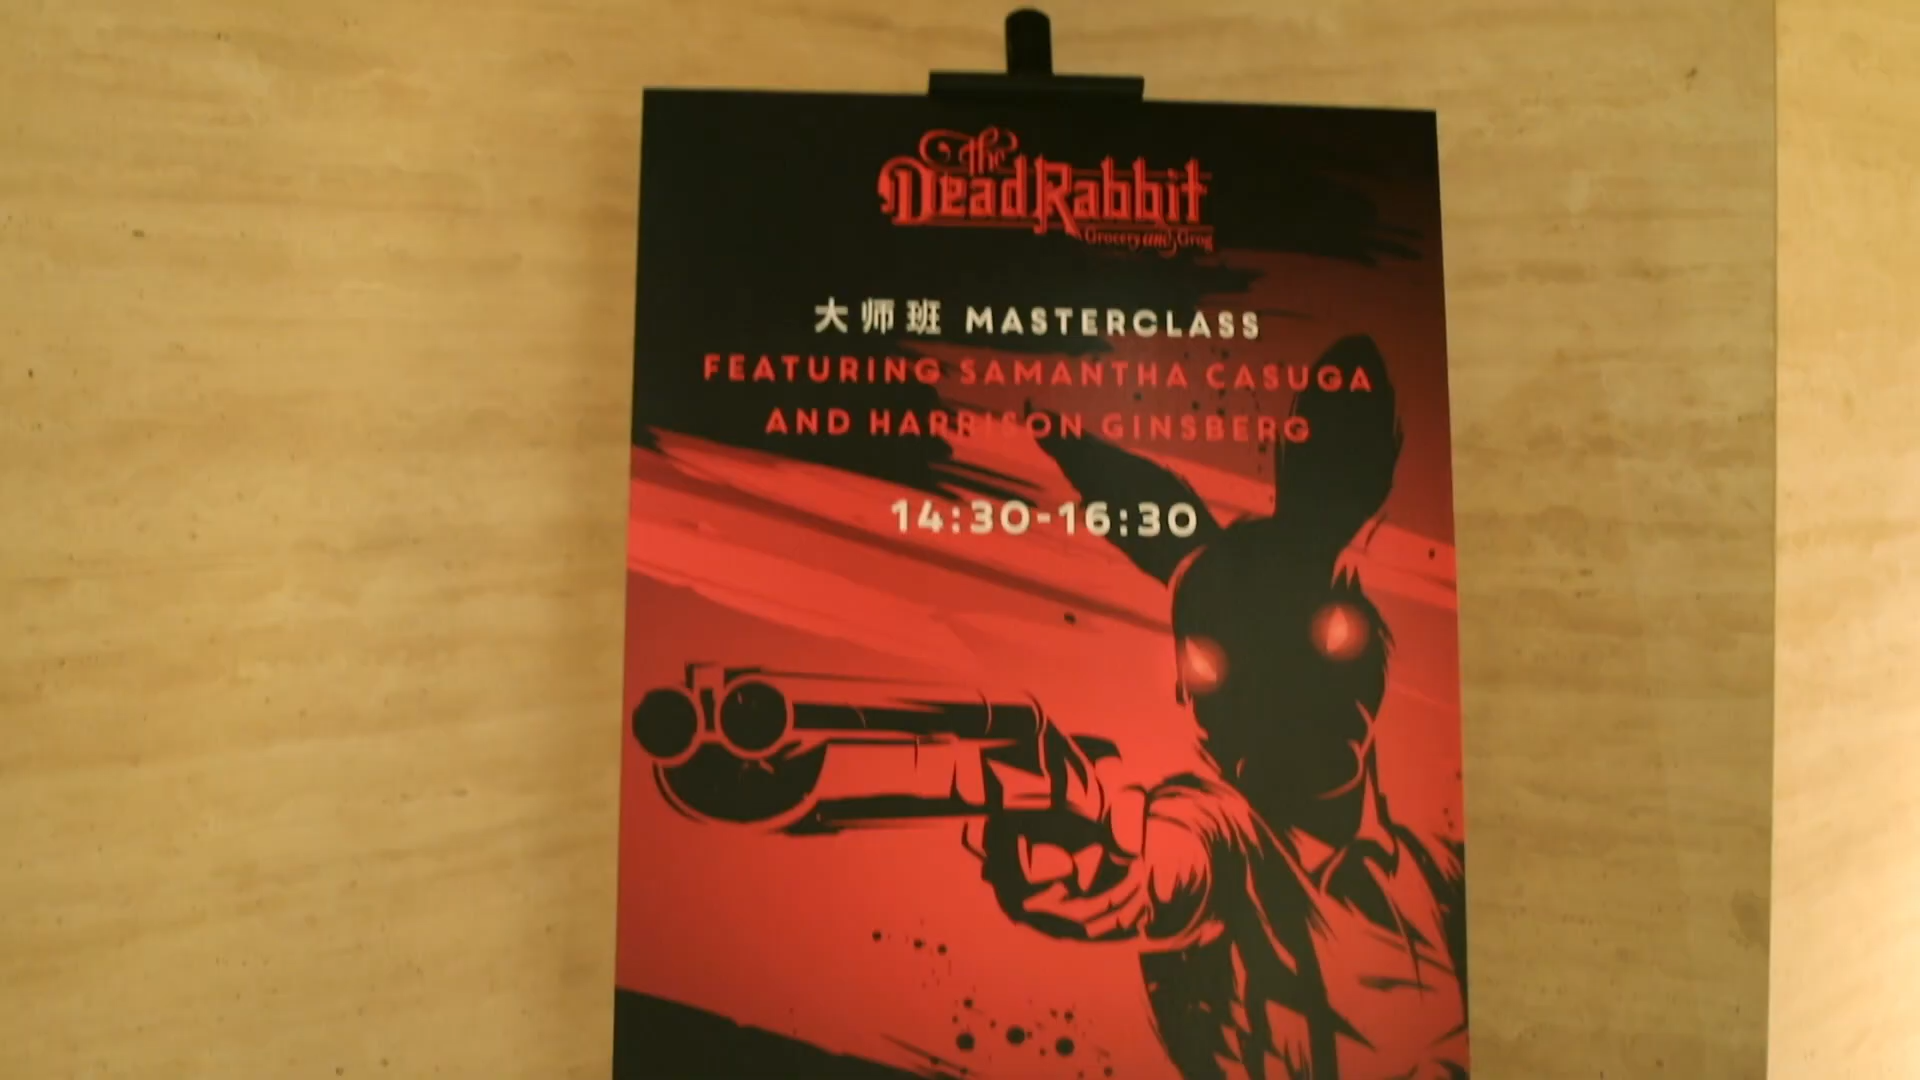 The
Dead Rabbit
Grocery and Grog
大师班 MASTERCLASS
FEATURING SAMANTHA CASUGA
AND HARRISON GINSBERG
14:30-16:30